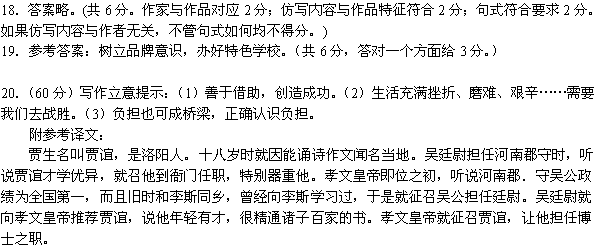 18．答案略。(共 6 分。作家与作品对应 2 分；仿写内容与作品特征符合 2 分；句式符合要求 2 分。
如果仿写内容与作者无关，不管句式如何均不得分。)
19．参考答案：树立品牌意识，办好特色学校。（共 6 分，答对一个方面给 3 分。）
20．（60 分）写作立意提示：（1）善于借助，创造成功。（2）生活充满挫折、磨难、艰辛……需要
我们去战胜。（3）负担也可成桥梁，正确认识负担。
附参考译文：
贾生名叫贾谊，是洛阳人。十八岁时就因能诵诗作文闻名当地。吴廷尉担任河南郡守时，听
说贾谊才学优异，就召他到衙门任职，特别器重他。孝文皇帝即位之初，听说河南郡．守吴公政
绩为全国第一，而且旧时和李斯同乡，曾经向李斯学习过，于是就征召吴公担任廷尉。吴廷尉就
向孝文皇帝推荐贾谊，说他年轻有才，很精通诸子百家的书。孝文皇帝就征召贾谊，让他担任博
士之职。